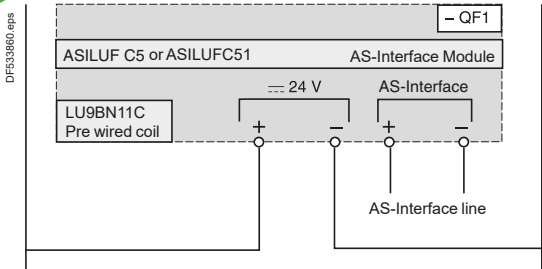 DF533860.eps
– QF1
ASILUF C5 or ASILUFC51
AS-Interface Module
⎓ 24 V
AS-Interface
LU9BN11C
Pre wired coil
+ – + –
AS-Interface line